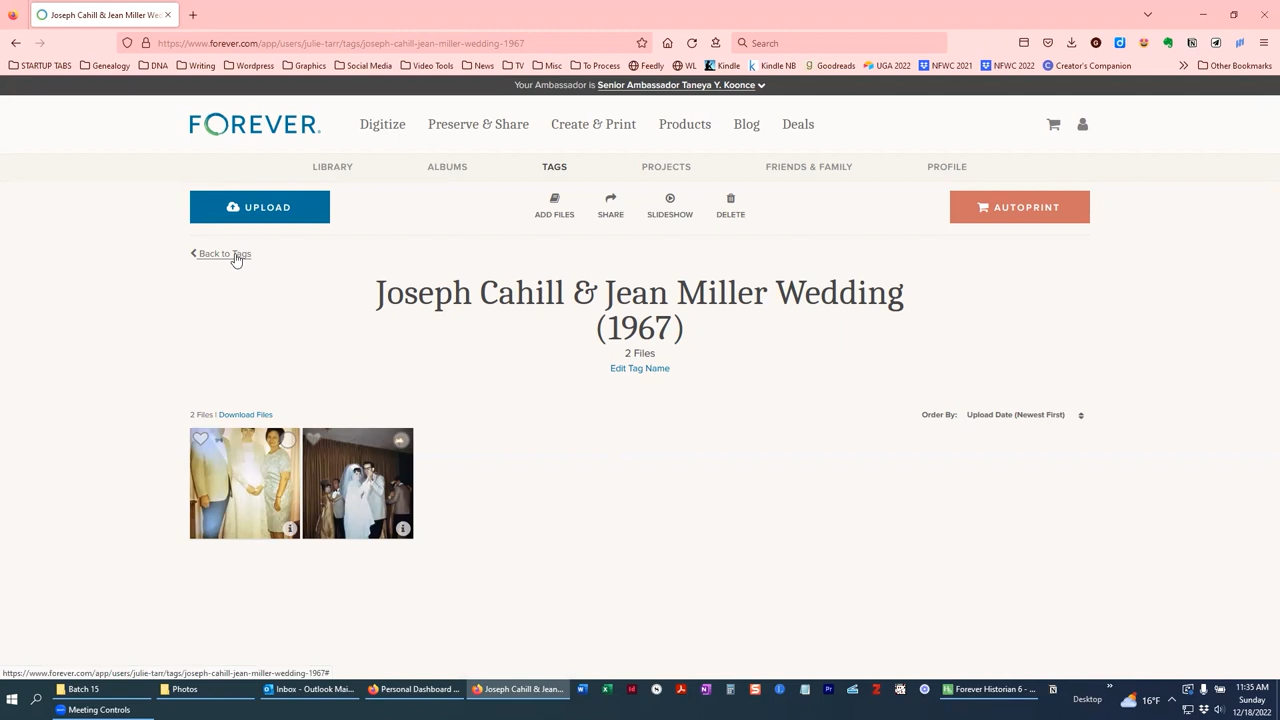 Joseph Cahill & Jean Miller Wed
https://www.forever.com/app/users/julie-tarr/tags/joseph-cahill-jean-miller-wedding-1967
Search
STARTUP TABS Genealogy DNA Writing Wordpress Graphics Social Media Video Tools News TV Misc To Process Feedly WL Kindle Kindle NB Goodreads UGA 2022 NFWC 2021 NFWC 2022 Creator's Companion Other Bookmarks
Your Ambassador is Senior Ambassador Taneya Y. Koonce
FOREVER. Digitize Preserve & Share Create & Print Products Blog Deals
LIBRARY ALBUMS TAGS PROJECTS FRIENDS & FAMILY PROFILE
UPLOAD ADD FILES SHARE SLIDESHOW DELETE AUTOPRINT
Back to Tags
Joseph Cahill & Jean Miller Wedding
(1967)
2 Files
Edit Tag Name
2 Files | Download Files Order By: Upload Date (Newest First)
https://www.forever.com/app/users/julie-tarr/tags/joseph-cahill-jean-miller-wedding-1967#
Batch 15 Photos Inbox - Outlook Mai... Personal Dashboard ... Joseph Cahill & Jean... Forever Historian 6 - ... Desktop 16°F 11:35 AM
Sunday
Meeting Controls 12/18/2022